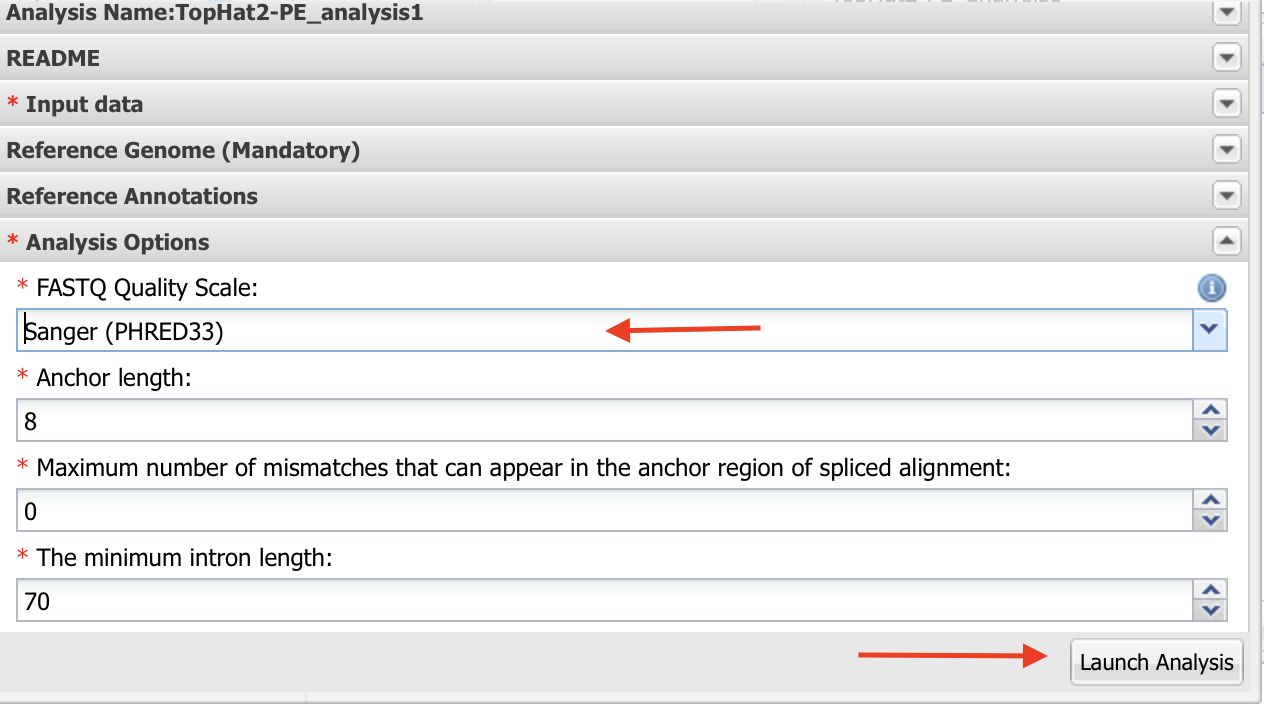 Analysis Name:TopHat2-PE_analysis1
README
* Input data
Reference Genome (Mandatory)
Reference Annotations
* Analysis Options
* FASTQ Quality Scale:
Sanger (PHRED33)
* Anchor length:
8
* Maximum number of mismatches that can appear in the anchor region of spliced alignment:
0
* The minimum intron length:
70
Launch Analysis